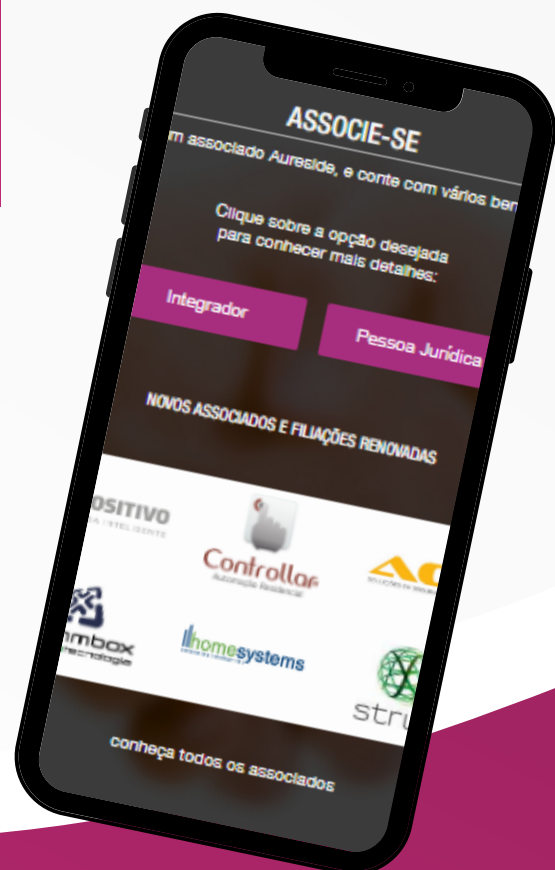 ASSOCIE-SE
m associado Aureside, e conte com vários ben
Clique sobre a opção desejada
para conhecer mais detalhes:
Integrador
Pessoa Jurídica
NOVOS ASSOCIADOS E FILIAÇÕES RENOVADAS
OSITIVO
A INTELIGENTE
Controllar
Automação Residencial
AC
mbox
tecnologia
homesystems
stru
conheça todos os associados